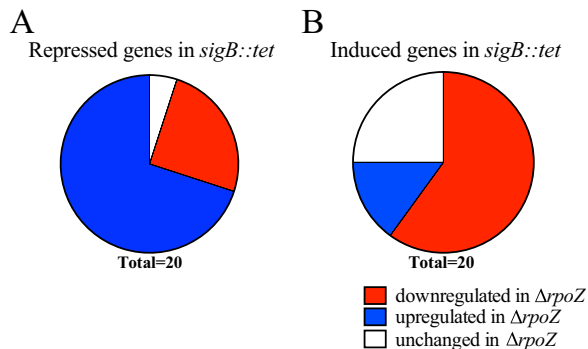 A
Repressed genes in sigB::tet
Total=20
B
Induced genes in sigB::tet
Total=20
downregulated in ΔrpoZ
upregulated in ΔrpoZ
unchanged in ΔrpoZ